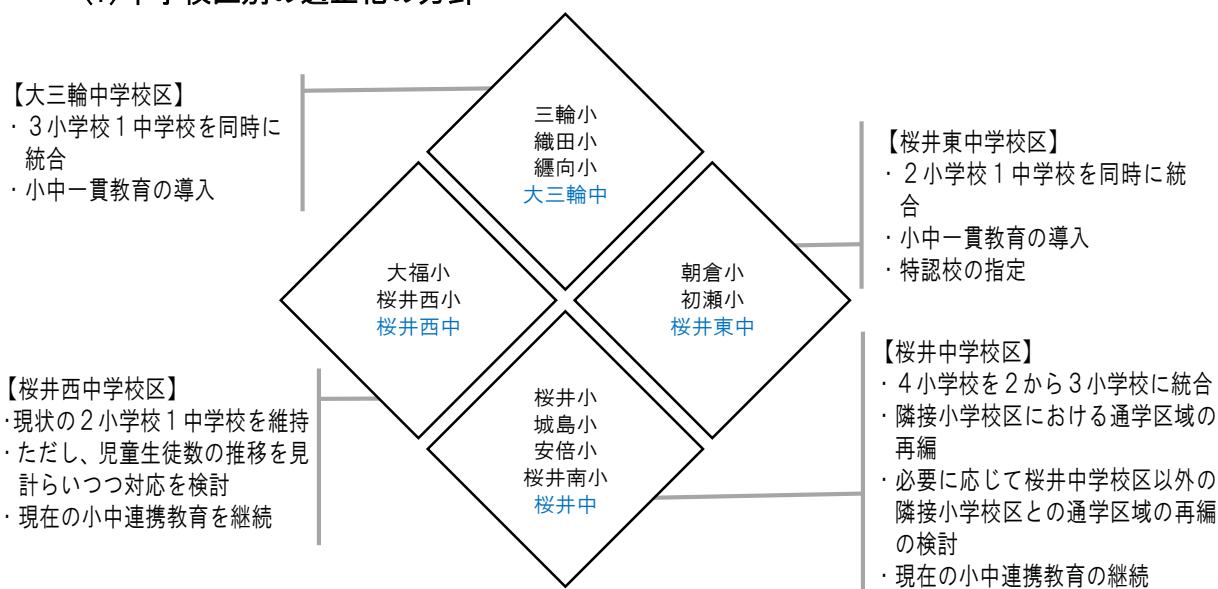 (1)中学校区別の適正化の方針
【大三輪中学校区】
・３小学校１中学校を同時に
統合
・小中一貫教育の導入
三輪小
織田小
纒向小
大三輪中
【桜井東中学校区】
・２小学校１中学校を同時に統
合
・小中一貫教育の導入
・特認校の指定
大福小
桜井西小
桜井西中
朝倉小
初瀬小
桜井東中
【桜井西中学校区】
・現状の２小学校１中学校を維持
・ただし、児童生徒数の推移を見
計らいつつ対応を検討
・現在の小中連携教育を継続
桜井小
城島小
安倍小
桜井南小
桜井中
【桜井中学校区】
・４小学校を２から３小学校に統合
・隣接小学校区における通学区域の
再編
・必要に応じて桜井中学校区以外の
隣接小学校区との通学区域の再編
の検討
・現在の小中連携教育の継続